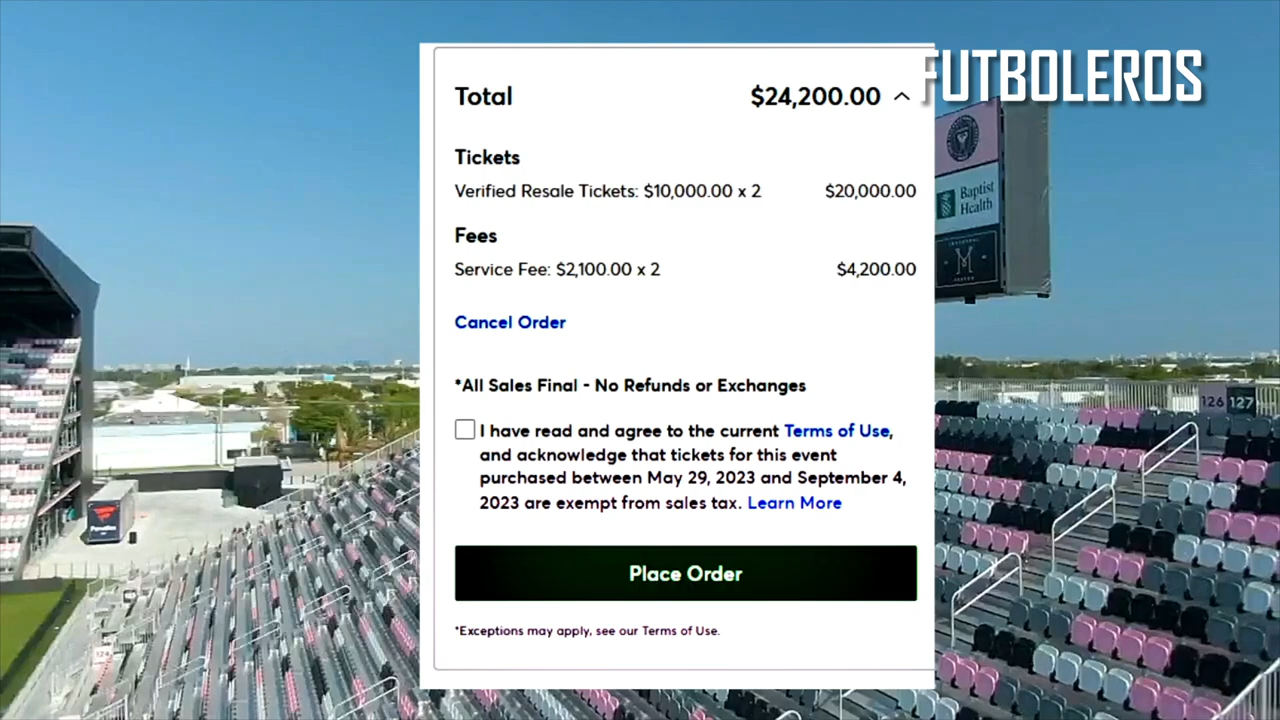 FUTBOLEROS
Total $24,200.00
Tickets
Verified Resale Tickets: $10,000.00 x 2 $20,000.00
Fees
Service Fee: $2,100.00 x 2 $4,200.00
Cancel Order
*All Sales Final - No Refunds or Exchanges
I have read and agree to the current Terms of Use,
and acknowledge that tickets for this event
purchased between May 29, 2023 and September 4,
2023 are exempt from sales tax. Learn More
Place Order
*Exceptions may apply, see our Terms of Use.
Baptist
Health
M
126 127
124